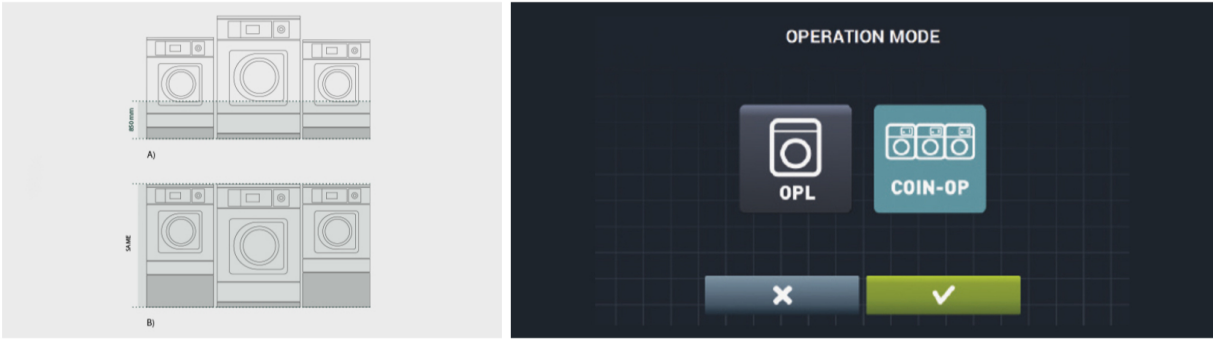 850 mm
A)
SAME
B)
OPERATION MODE
OPL
COIN-OP